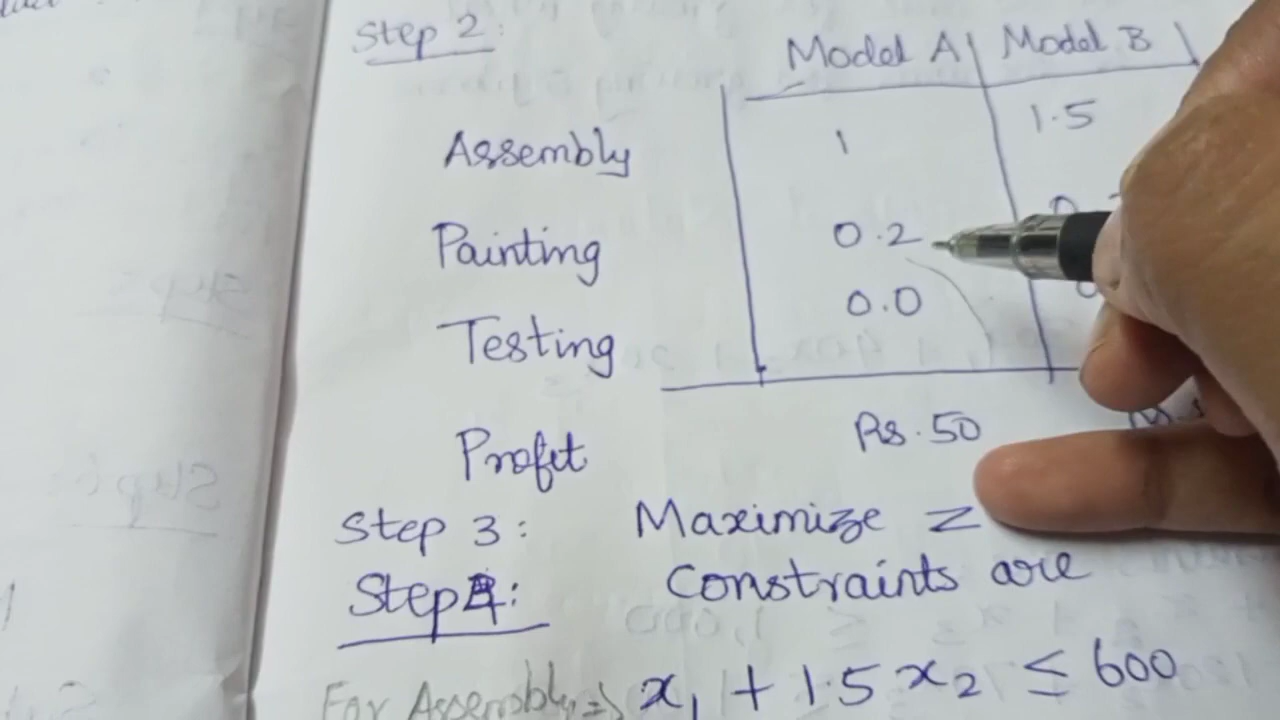 Step 2:
Model A Model B
Assembly 1 1.5
Painting 0.2
Testing 0.0
Profit Rs.50
Step 3: Maximize Z
Step 4: Constraints are
For Assembly => x₁ + 1.5 x₂ ≤ 600